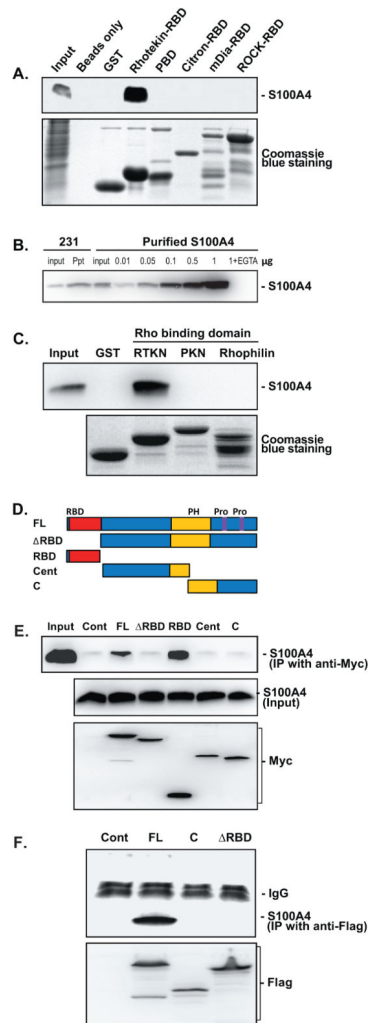 A.
Input
Beads only
GST
Rhotekin-RBD
PBD
Citron-RBD
mDia-RBD
ROCK-RBD
- S100A4
Coomassie
blue staining
B.
231
Purified S100A4
input Ppt input 0.01 0.05 0.1 0.5 1 1+EGTA µg
- S100A4
C.
Rho binding domain
Input GST RTKN PKN Rhophilin
- S100A4
Coomassie
blue staining
D.
RBD PH Pro Pro
FL
ΔRBD
RBD
Cent
C
E.
Input Cont FL ΔRBD RBD Cent C
- S100A4
(IP with anti-Myc)
- S100A4
(Input)
- Myc
F.
Cont FL C ΔRBD
- IgG
- S100A4
(IP with anti-Flag)
- Flag